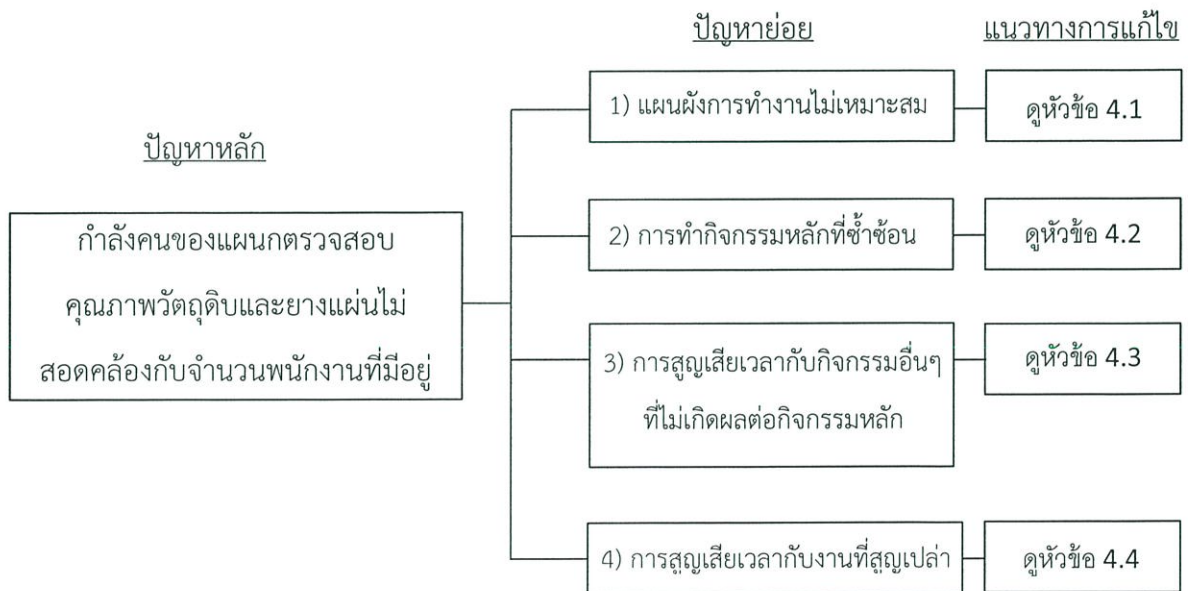 ปัญหาย่อย
แนวทางการแก้ไข
1) แผนผังการทำงานไม่เหมาะสม
ดูหัวข้อ 4.1
ปัญหาหลัก
กำลังคนของแผนกตรวจสอบ
คุณภาพวัตถุดิบและยางแผ่นไม่
สอดคล้องกับจำนวนพนักงานที่มีอยู่
2) การทำกิจกรรมหลักที่ซ้ำซ้อน
ดูหัวข้อ 4.2
3) การสูญเสียเวลากับกิจกรรมอื่นๆ
ที่ไม่เกิดผลต่อกิจกรรมหลัก
ดูหัวข้อ 4.3
4) การสูญเสียเวลากับงานที่สูญเปล่า
ดูหัวข้อ 4.4